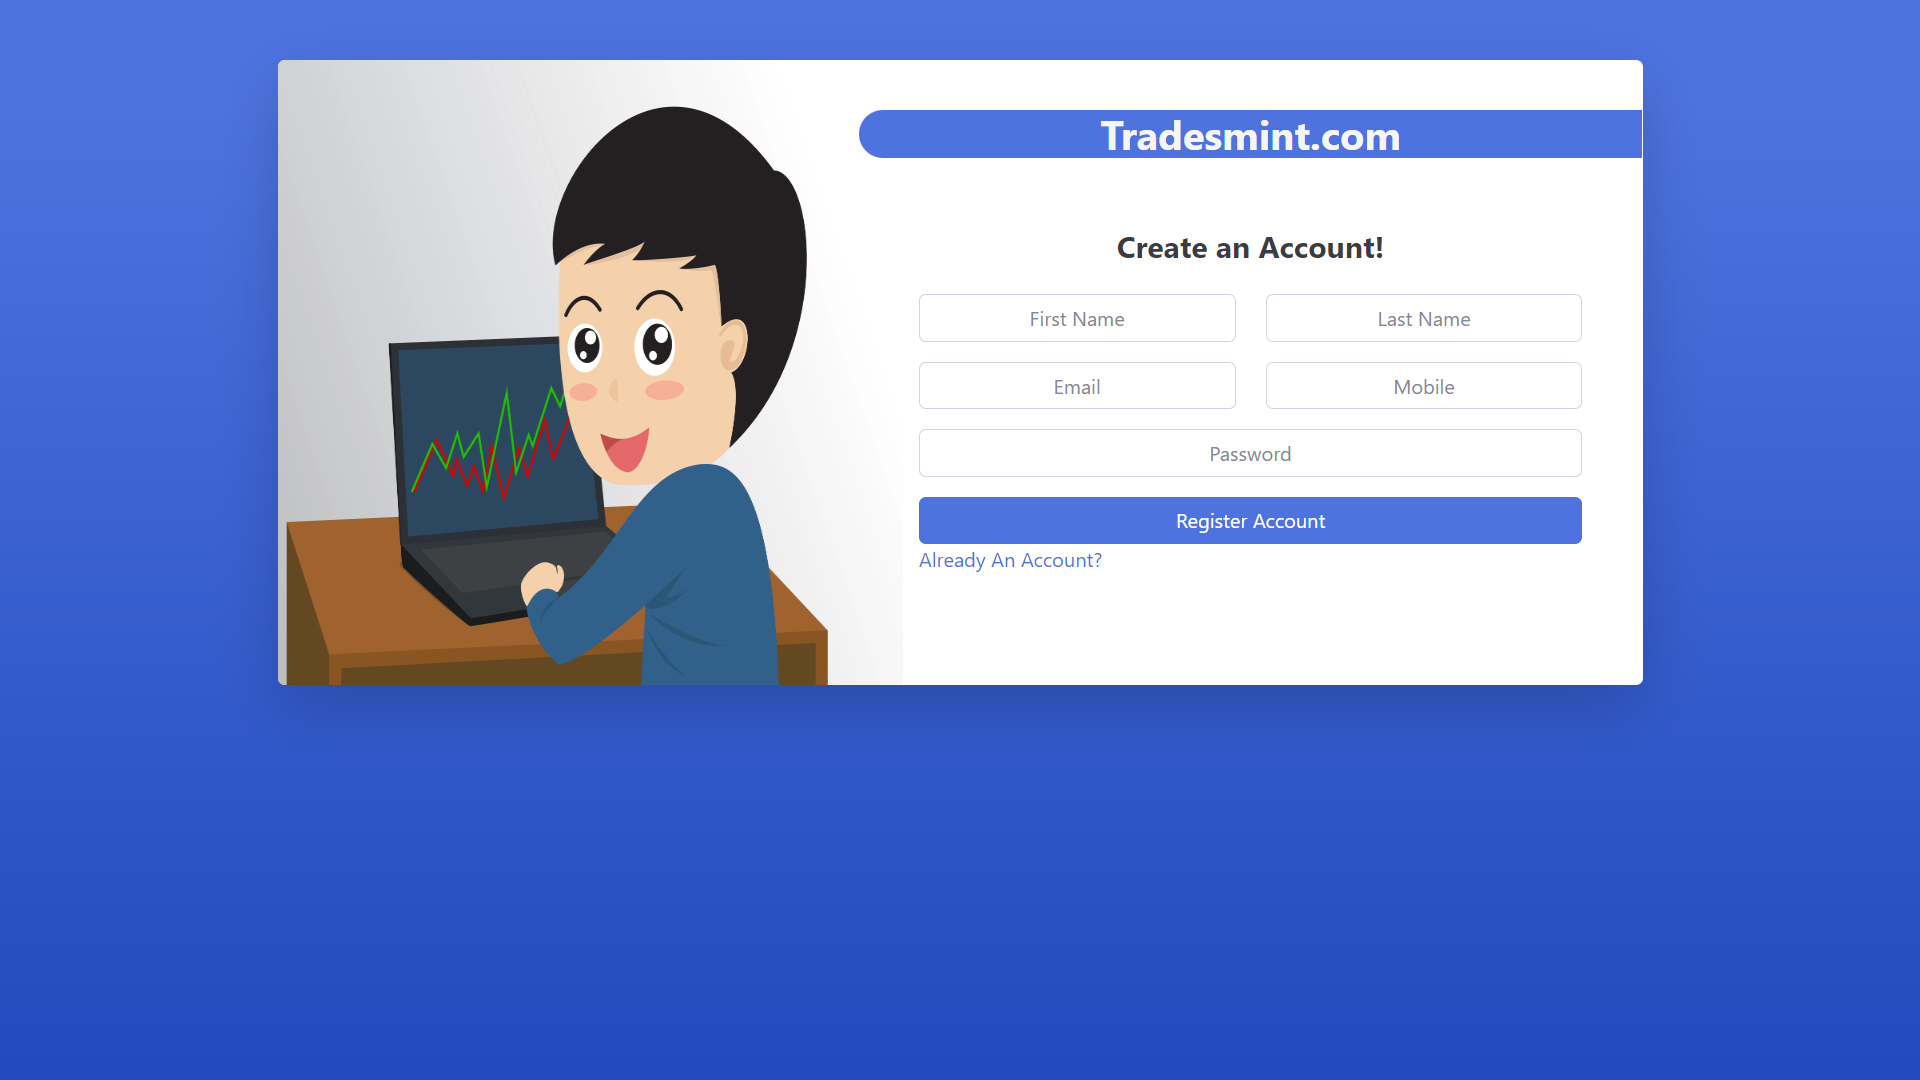 Tradesmint.com
Create an Account!
First Name
Last Name
Email
Mobile
Password
Register Account
Already An Account?